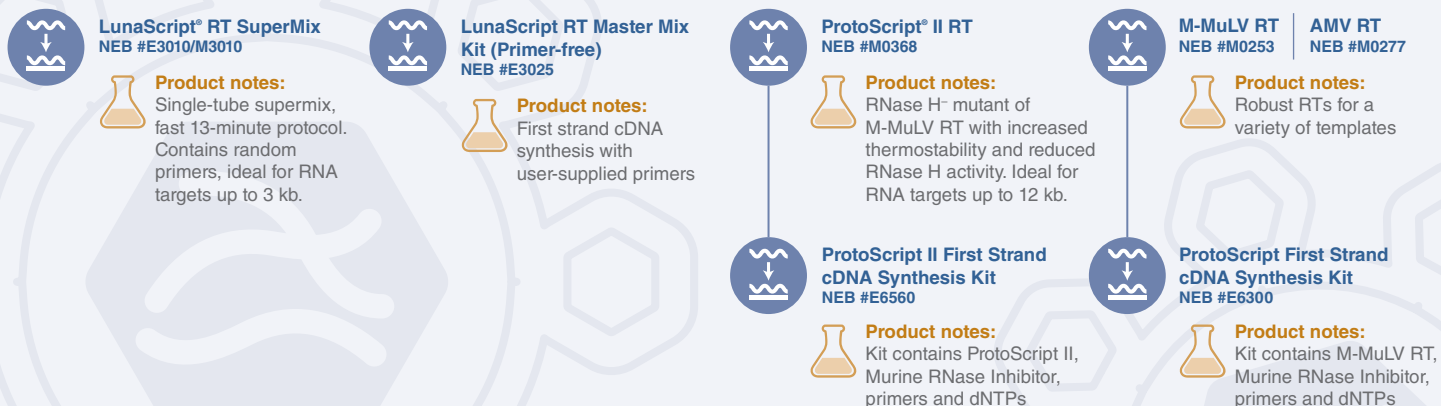 LunaScript® RT SuperMix
NEB #E3010/M3010
Product notes:
Single-tube supermix,
fast 13-minute protocol.
Contains random
primers, ideal for RNA
targets up to 3 kb.
LunaScript RT Master Mix
Kit (Primer-free)
NEB #E3025
Product notes:
First strand cDNA
synthesis with
user-supplied primers
ProtoScript® II RT
NEB #M0368
Product notes:
RNase H– mutant of
M-MuLV RT with increased
thermostability and reduced
RNase H activity. Ideal for
RNA targets up to 12 kb.
ProtoScript II First Strand
cDNA Synthesis Kit
NEB #E6560
Product notes:
Kit contains ProtoScript II,
Murine RNase Inhibitor,
primers and dNTPs
M-MuLV RT
NEB #M0253
AMV RT
NEB #M0277
Product notes:
Robust RTs for a
variety of templates
ProtoScript First Strand
cDNA Synthesis Kit
NEB #E6300
Product notes:
Kit contains M-MuLV RT,
Murine RNase Inhibitor,
primers and dNTPs